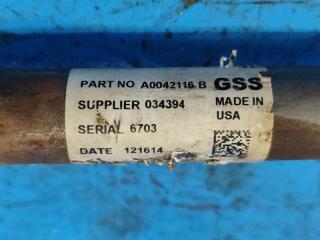 PART NO A0042116 B GSS
SUPPLIER 034394 MADE IN
USA
SERIAL 6703
DATE 121614